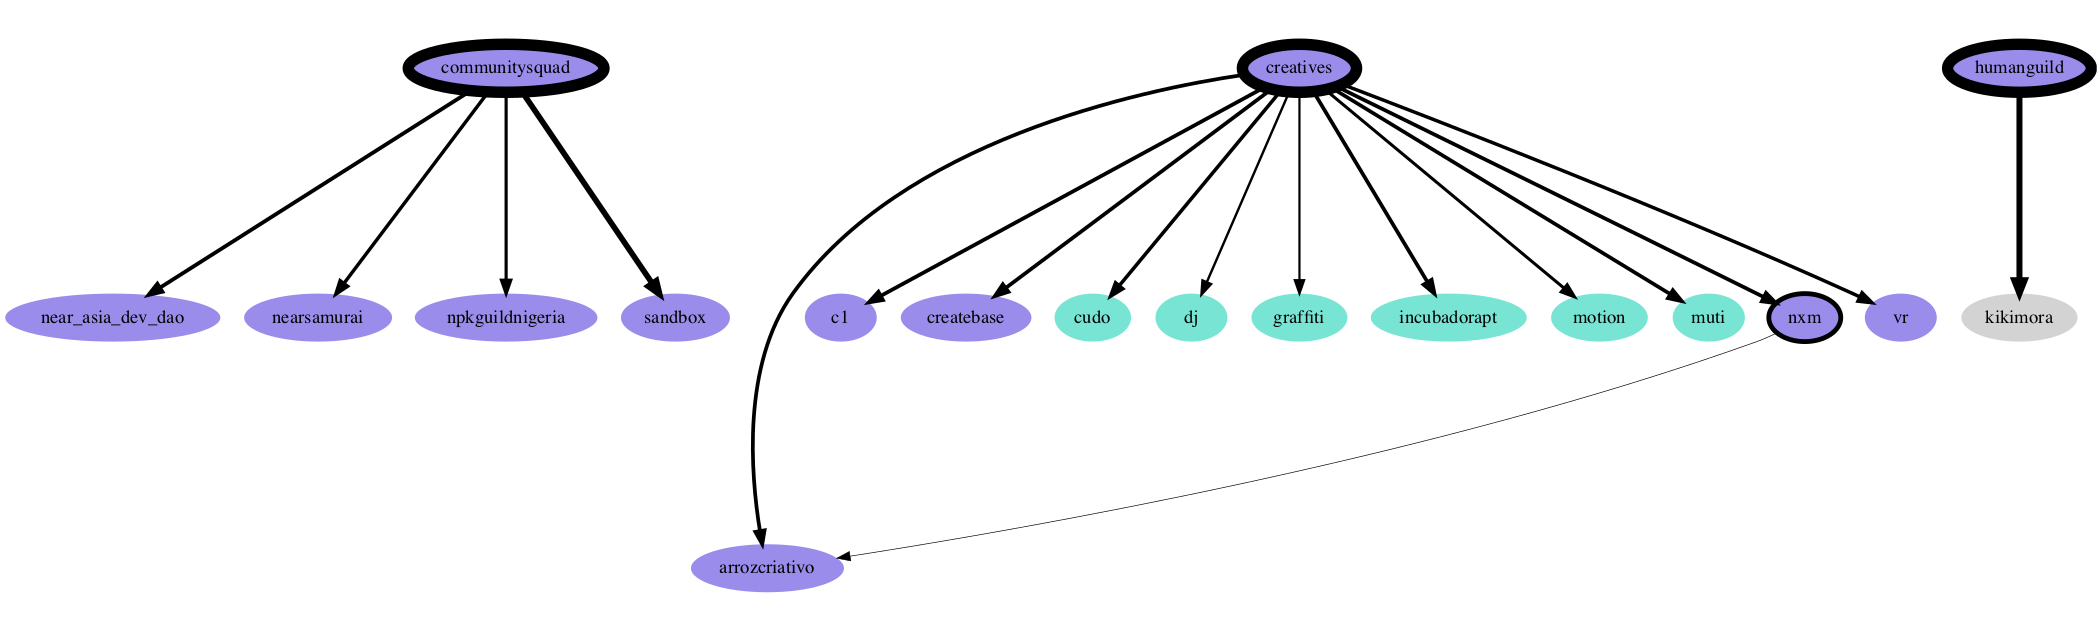 communitysquad
creatives
humanguild
near_asia_dev_dao
nearsamurai
npkguildnigeria
sandbox
c1
createbase
cudo
dj
graffiti
incubadorapt
motion
muti
nxm
vr
kikimora
arrozcriativo